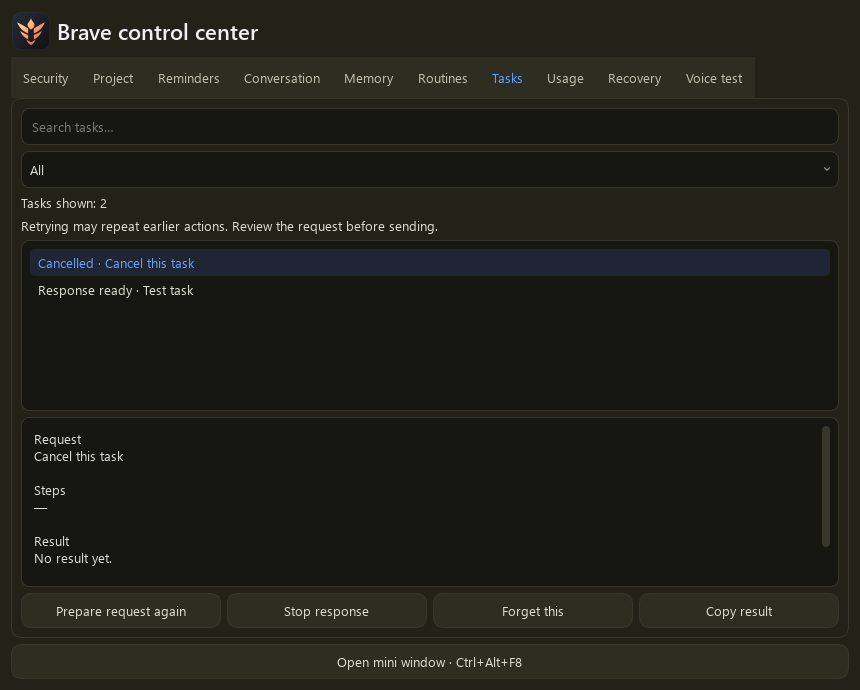 Brave control center
Security Project Reminders Conversation Memory Routines Tasks Usage Recovery Voice test
Search tasks...
All
Tasks shown: 2
Retrying may repeat earlier actions. Review the request before sending.
Cancelled · Cancel this task
Response ready · Test task
Request
Cancel this task
Steps
—
Result
No result yet.
Prepare request again Stop response Forget this Copy result
Open mini window · Ctrl+Alt+F8